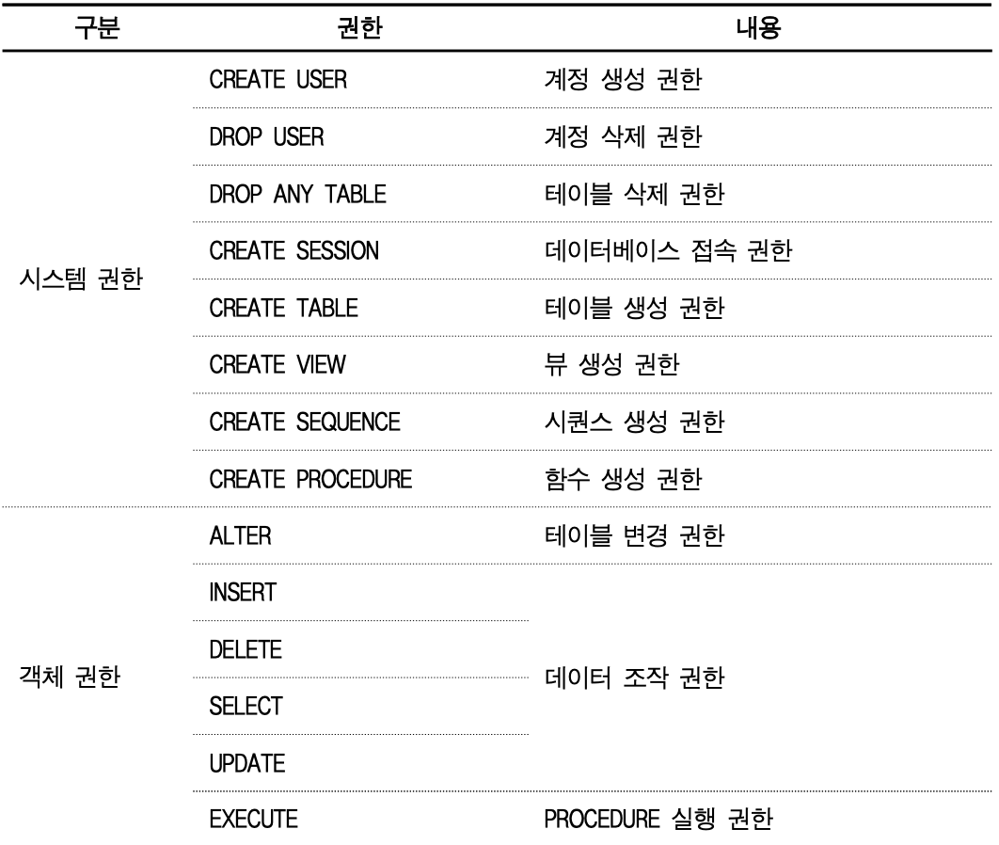 구분 권한 내용
CREATE USER 계정 생성 권한
DROP USER 계정 삭제 권한
DROP ANY TABLE 테이블 삭제 권한
CREATE SESSION 데이터베이스 접속 권한
시스템 권한
CREATE TABLE 테이블 생성 권한
CREATE VIEW 뷰 생성 권한
CREATE SEQUENCE 시퀀스 생성 권한
CREATE PROCEDURE 함수 생성 권한
ALTER 테이블 변경 권한
INSERT
DELETE
객체 권한 데이터 조작 권한
SELECT
UPDATE
EXECUTE PROCEDURE 실행 권한